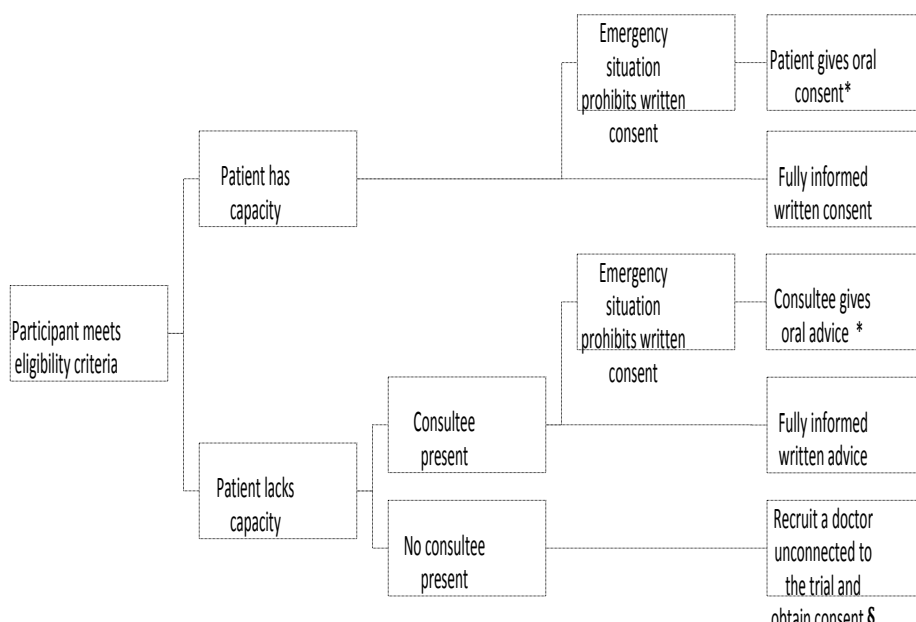 Emergency
situation
prohibits written
consent
Patient gives oral
consent*
Patient has
capacity
Fully informed
written consent
Participant meets
eligibility criteria
Emergency
situation
prohibits written
consent
Consultee gives
oral advice *
Consultee
present
Fully informed
written advice
Patient lacks
capacity
No consultee
present
Recruit a doctor
unconnected to
the trial and
obtain consent §